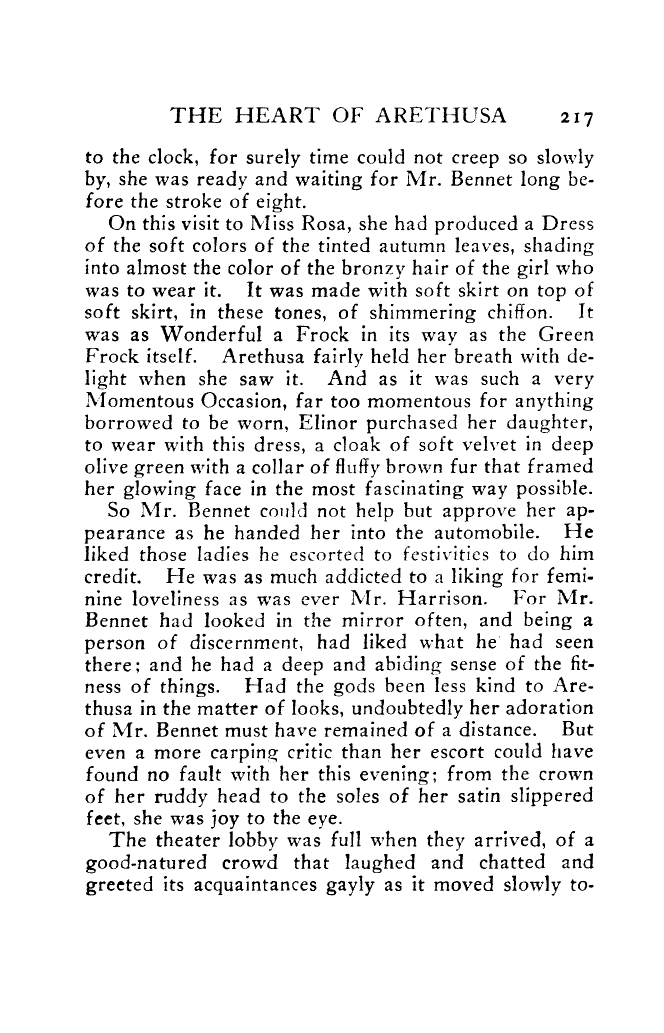 THE HEART OF ARETHUSA 217
to the clock, for surely time could not creep so slowly
by, she was ready and waiting for Mr. Bennet long be-
fore the stroke of eight.
On this visit to Miss Rosa, she had produced a Dress
of the soft colors of the tinted autumn leaves, shading
into almost the color of the bronzy hair of the girl who
was to wear it. It was made with soft skirt on top of
soft skirt, in these tones, of shimmering chiffon. It
was as Wonderful a Frock in its way as the Green
Frock itself. Arethusa fairly held her breath with de-
light when she saw it. And as it was such a very
Momentous Occasion, far too momentous for anything
borrowed to be worn, Elinor purchased her daughter,
to wear with this dress, a cloak of soft velvet in deep
olive green with a collar of fluffy brown fur that framed
her glowing face in the most fascinating way possible.
So Mr. Bennet could not help but approve her ap-
pearance as he handed her into the automobile. He
liked those ladies he escorted to festivities to do him
credit. He was as much addicted to a liking for femi-
nine loveliness as was ever Mr. Harrison. For Mr.
Bennet had looked in the mirror often, and being a
person of discernment, had liked what he had seen
there; and he had a deep and abiding sense of the fit-
ness of things. Had the gods been less kind to Are-
thusa in the matter of looks, undoubtedly her adoration
of Mr. Bennet must have remained of a distance. But
even a more carping critic than her escort could have
found no fault with her this evening; from the crown
of her ruddy head to the soles of her satin slippered
feet, she was joy to the eye.
The theater lobby was full when they arrived, of a
good-natured crowd that laughed and chatted and
greeted its acquaintances gayly as it moved slowly to-